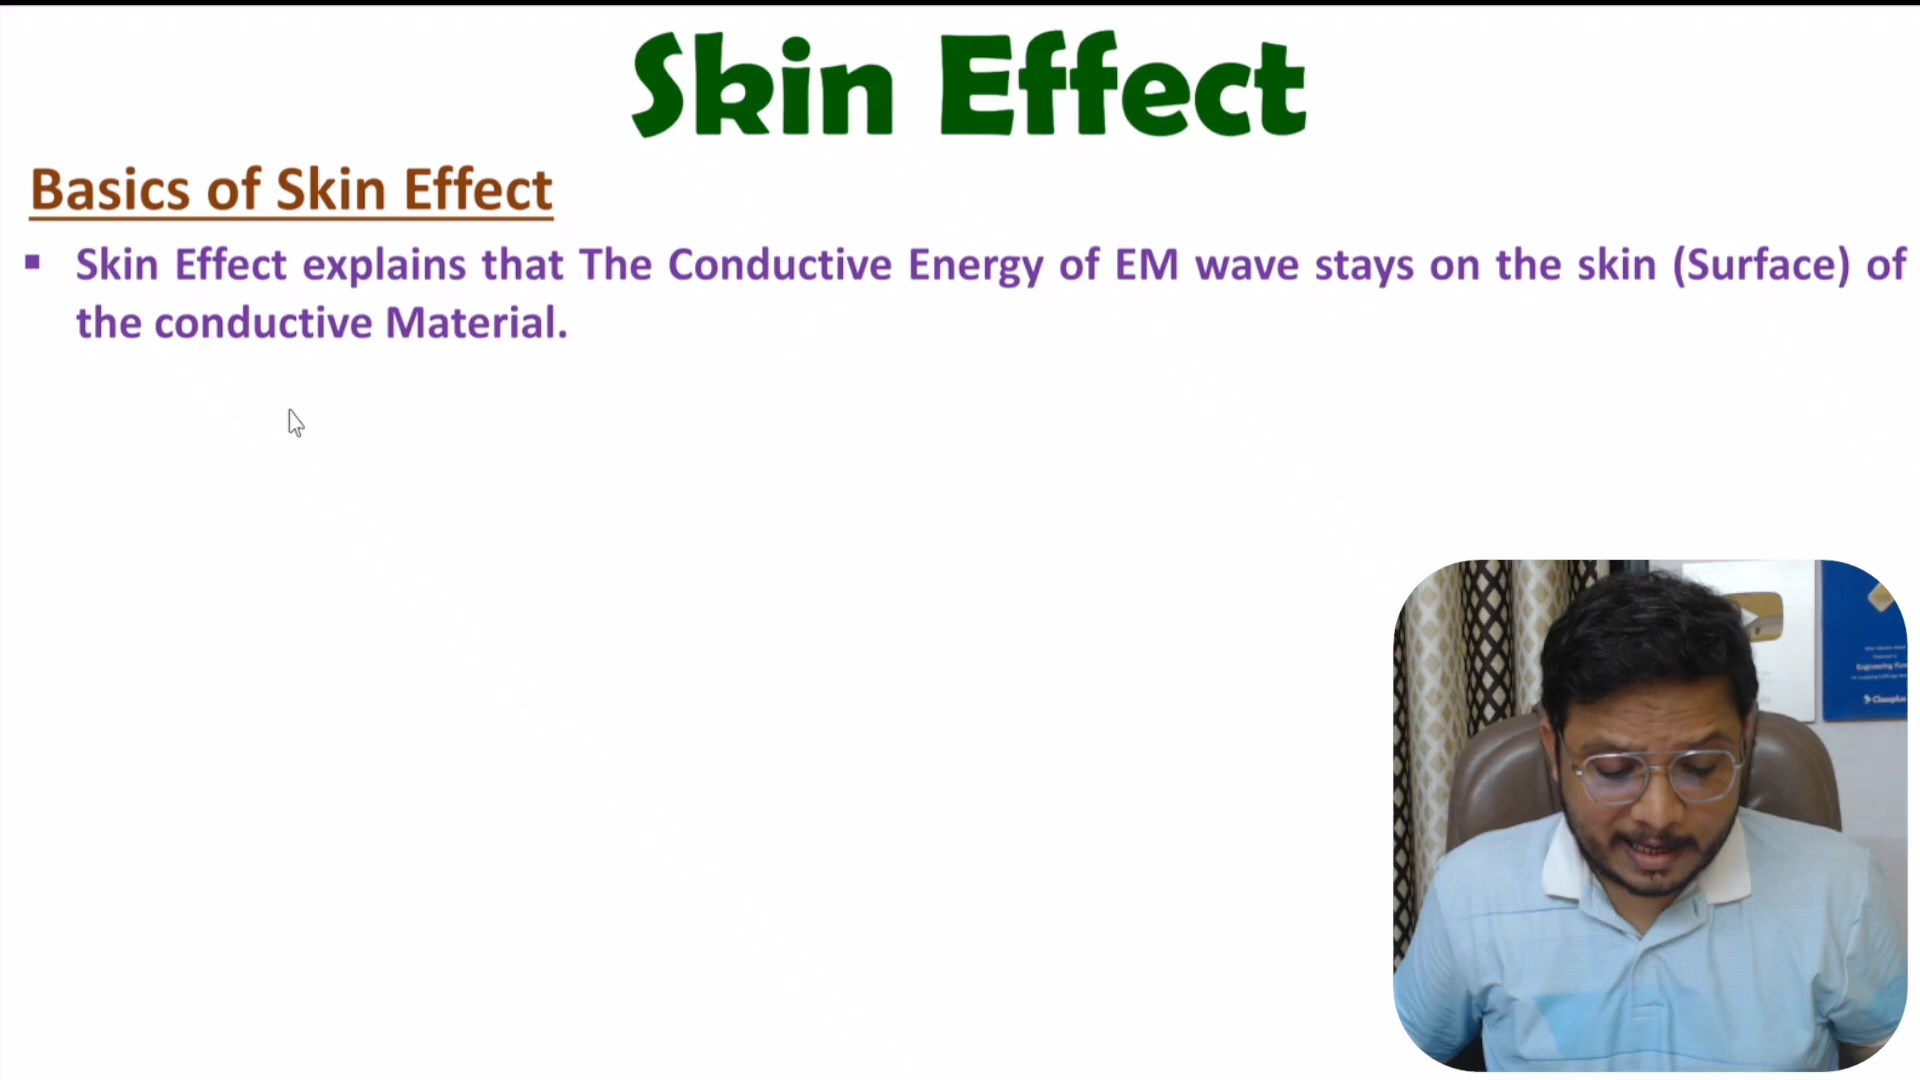 Skin Effect
Basics of Skin Effect
▪ Skin Effect explains that The Conductive Energy of EM wave stays on the skin (Surface) of
the conductive Material.